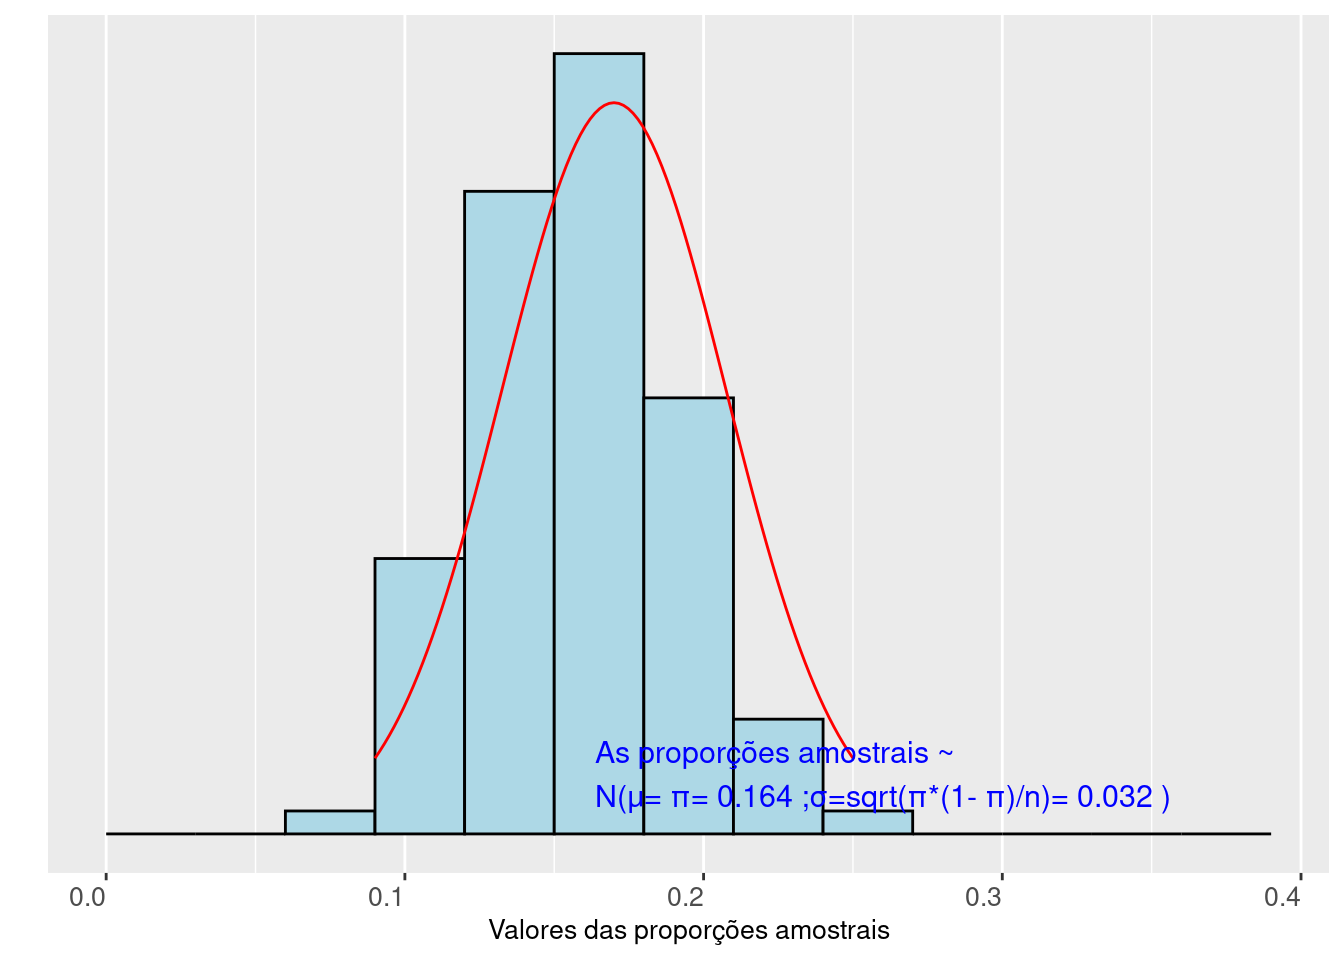 As proporções amostrais ~
N(μ= π= 0.164 ;σ=sqrt(π*(1- π)/n)= 0.032 )
0.0 0.1 0.2 0.3 0.4
Valores das proporções amostrais